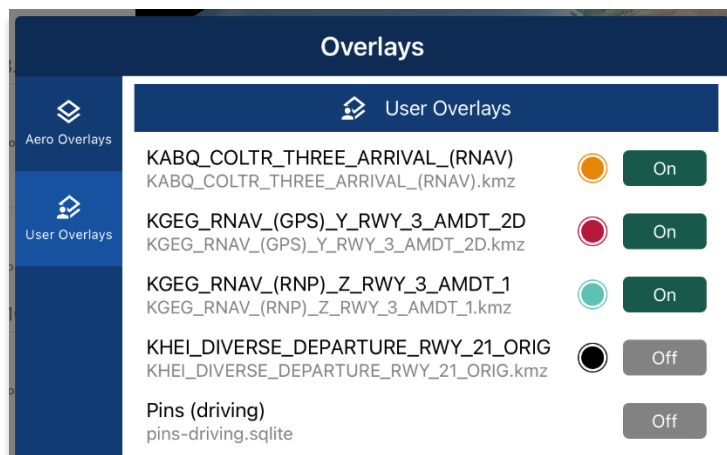 Overlays
Aero Overlays
User Overlays
User Overlays
KABQ_COLTR_THREE_ARRIVAL_(RNAV)
KABQ_COLTR_THREE_ARRIVAL_(RNAV).kmz
On
KGEG_RNAV_(GPS)_Y_RWY_3_AMDT_2D
KGEG_RNAV_(GPS)_Y_RWY_3_AMDT_2D.kmz
On
KGEG_RNAV_(RNP)_Z_RWY_3_AMDT_1
KGEG_RNAV_(RNP)_Z_RWY_3_AMDT_1.kmz
On
KHEI_DIVERSE_DEPARTURE_RWY_21_ORIG
KHEI_DIVERSE_DEPARTURE_RWY_21_ORIG.kmz
Off
Pins (driving)
pins-driving.sqlite
Off